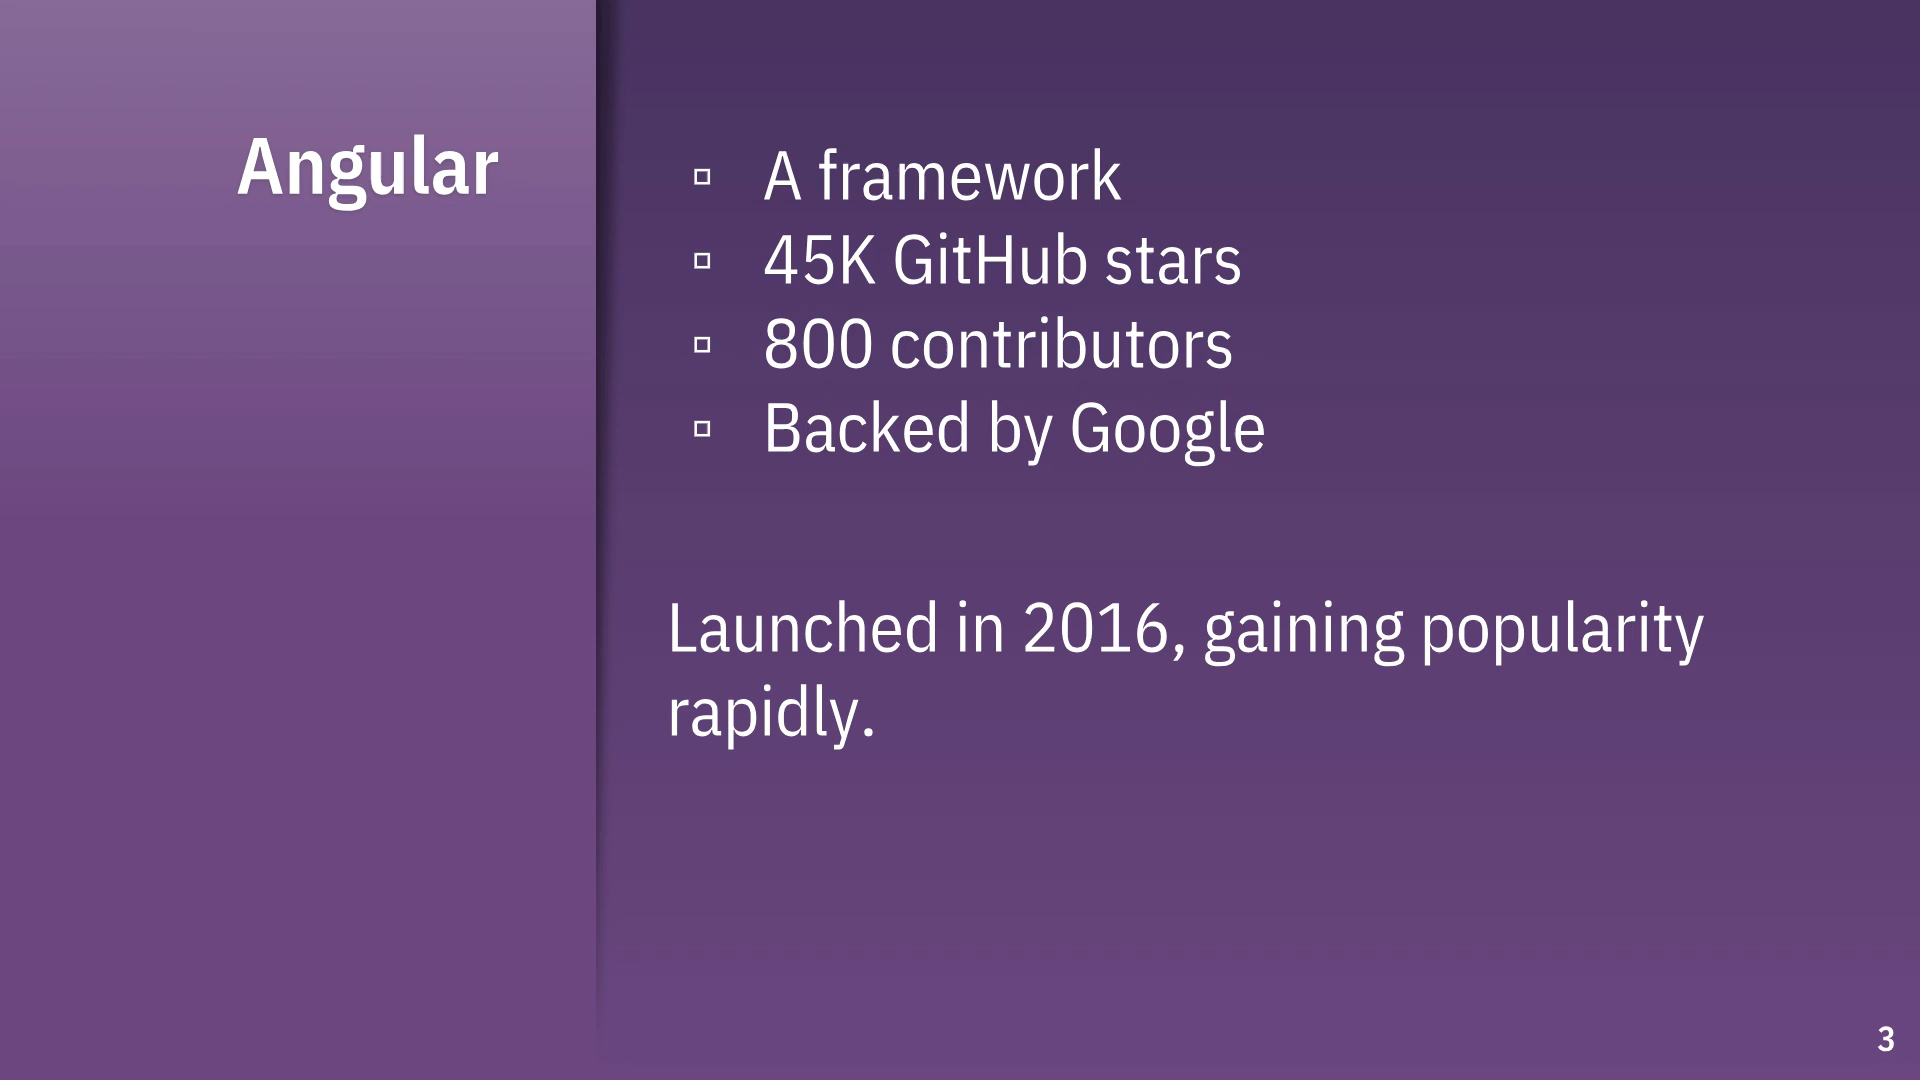 Angular
▫ A framework
▫ 45K GitHub stars
▫ 800 contributors
▫ Backed by Google
Launched in 2016, gaining popularity
rapidly.
3